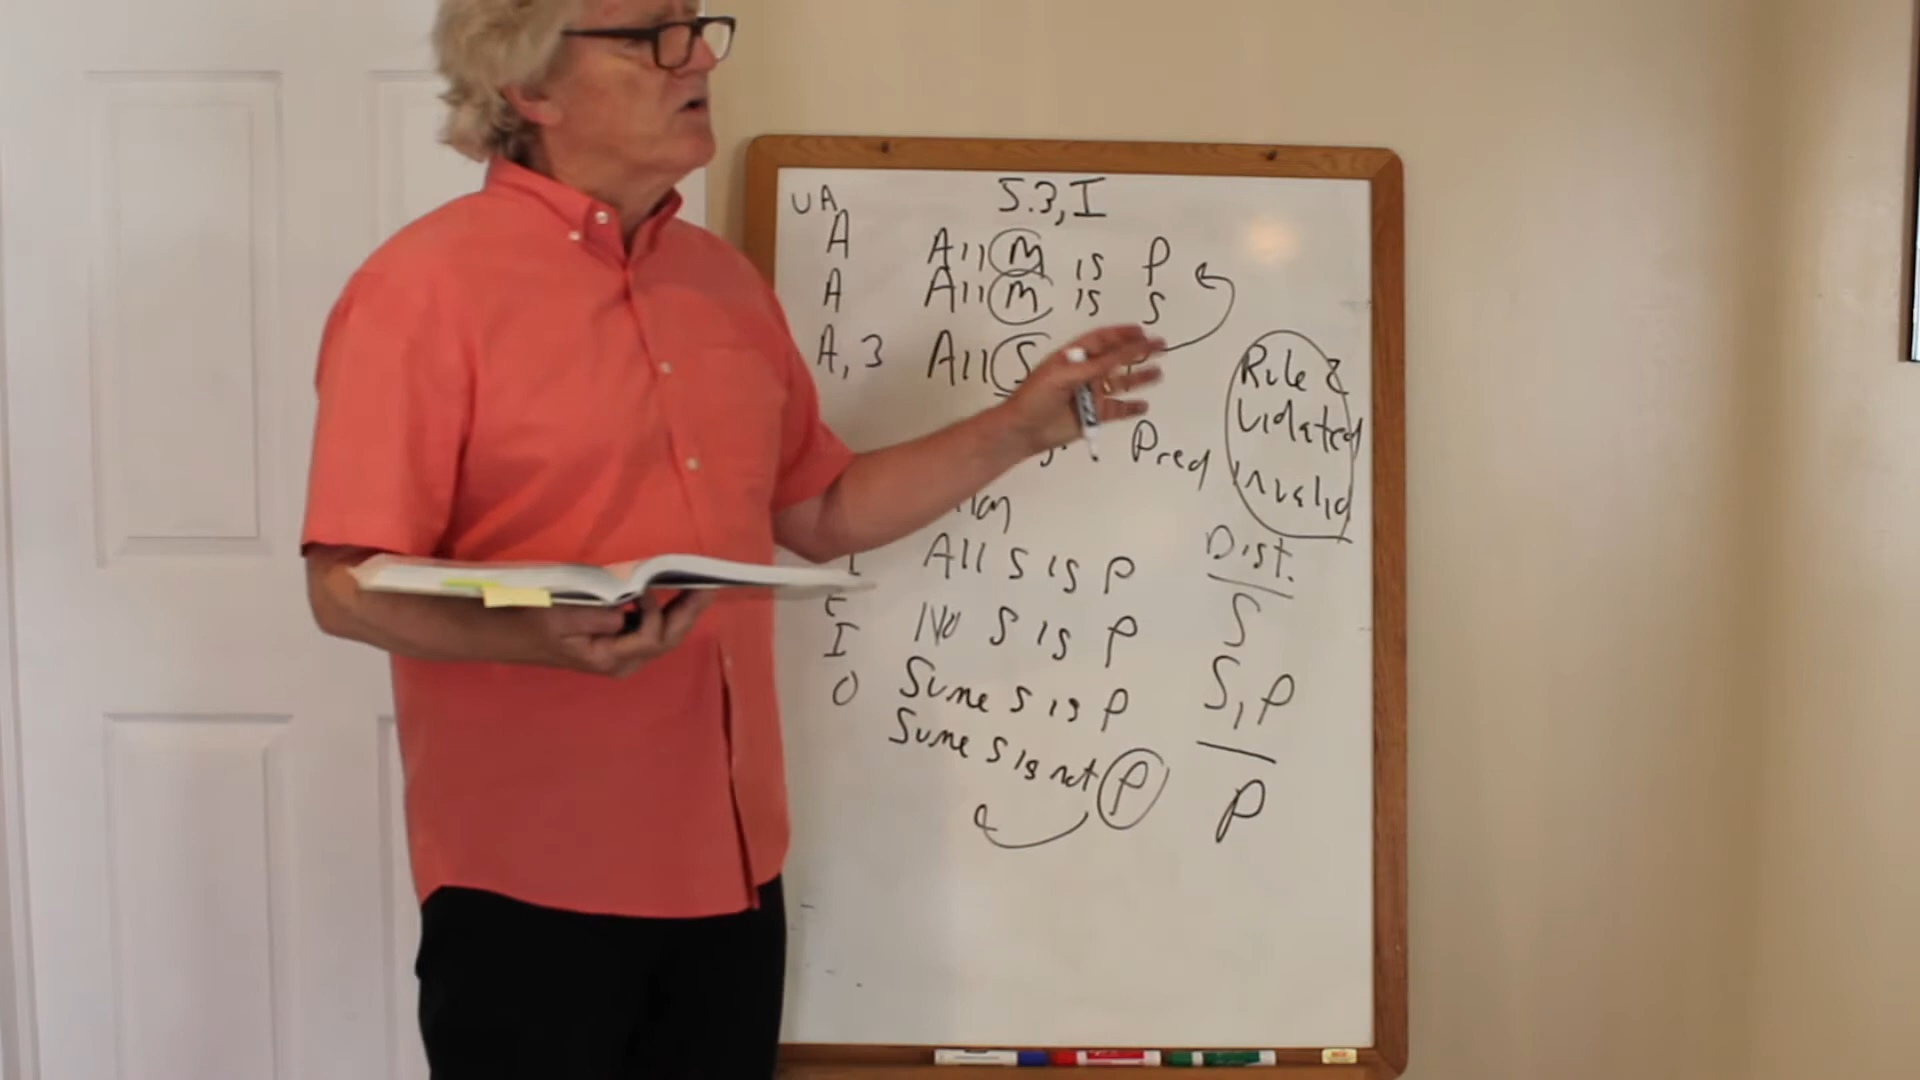 UA 5.3, I
A All M is P
A All M is S
A, 3 All S
Rule 2
Violated
Invalid
Pred
Dist.
All S is P S
E No S is P S, P
I Some S is P —
O Some S is not P P